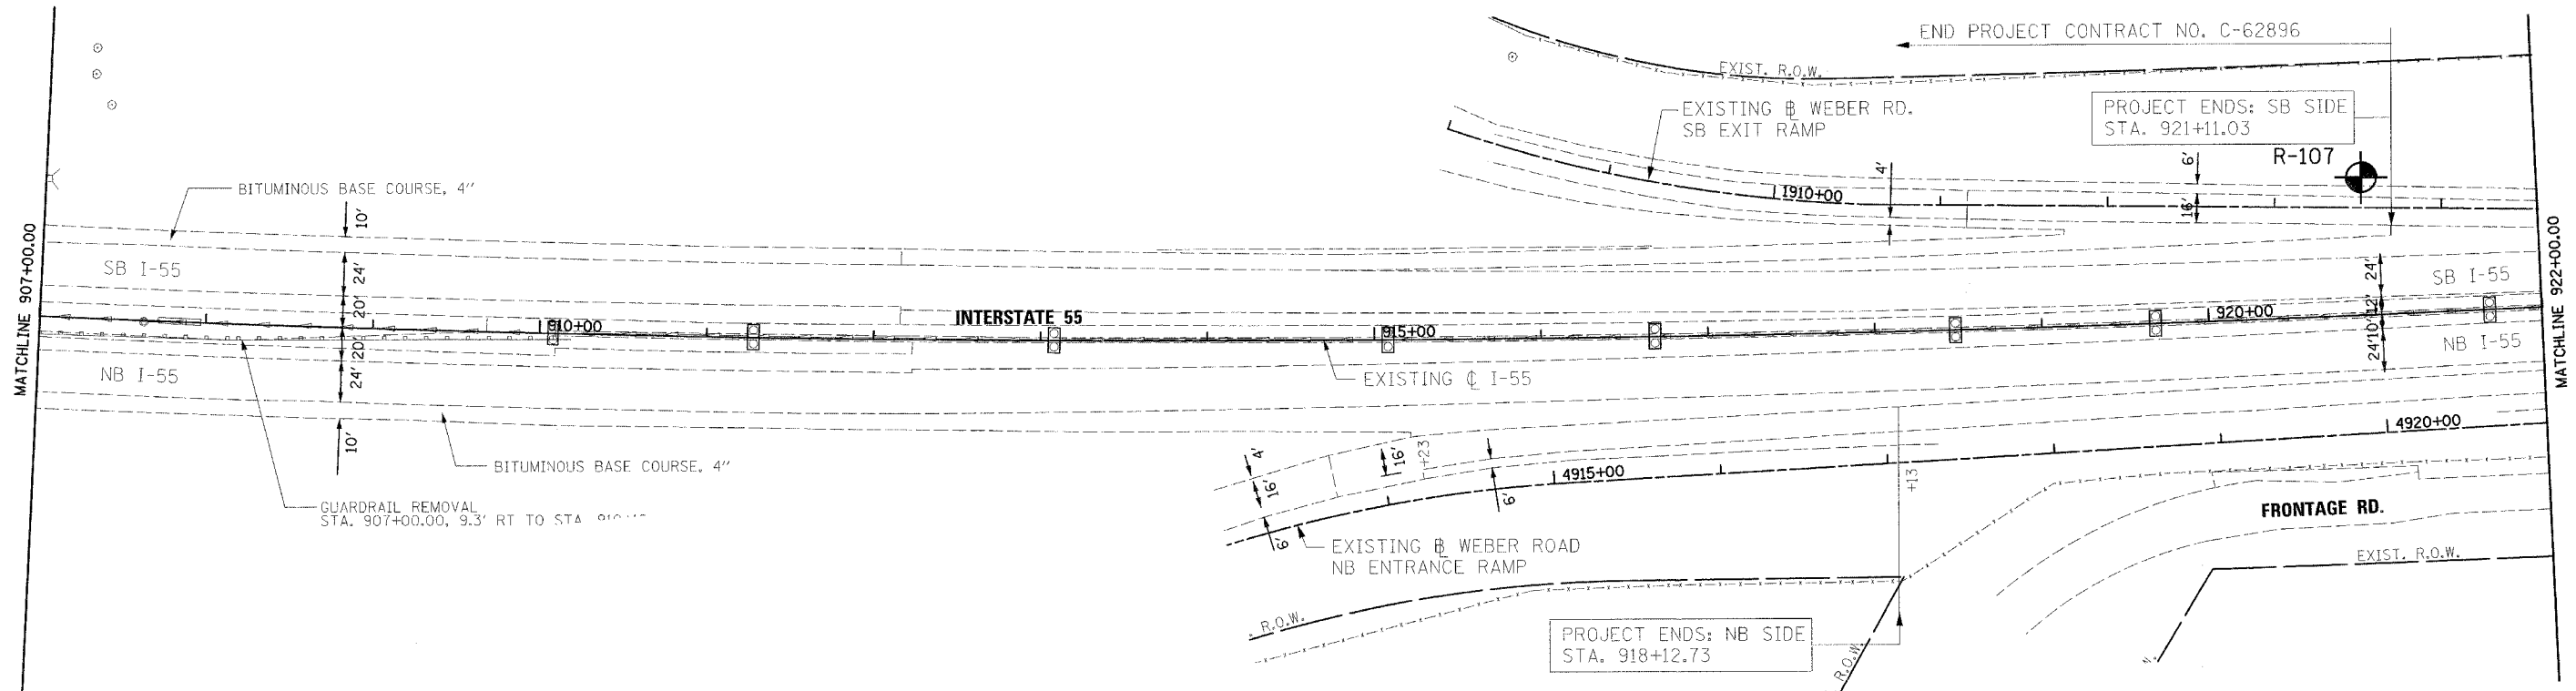 END PROJECT CONTRACT NO. C-62896
EXIST. R.O.W.
EXISTING ℄ WEBER RD.
SB EXIT RAMP
PROJECT ENDS: SB SIDE
STA. 921+11.03
R-107
BITUMINOUS BASE COURSE, 4"
4'
6'
1910+00
16'
10'
MATCHLINE 907+00.00
MATCHLINE 922+00.00
SB I-55
24'
24'
SB I-55
20'
12'
INTERSTATE 55
910+00
915+00
920+00
20'
10'
NB I-55
24'
24'
NB I-55
EXISTING ℄ I-55
10'
BITUMINOUS BASE COURSE, 4"
4'
16'
+23
16'
6'
6'
4915+00
4920+00
+13
GUARDRAIL REMOVAL
STA. 907+00.00, 9.3' RT TO STA.
FRONTAGE RD.
EXISTING WEBER ROAD
NB ENTRANCE RAMP
EXIST. R.O.W.
R.O.W.
PROJECT ENDS: NB SIDE
STA. 918+12.73
R.O.W.